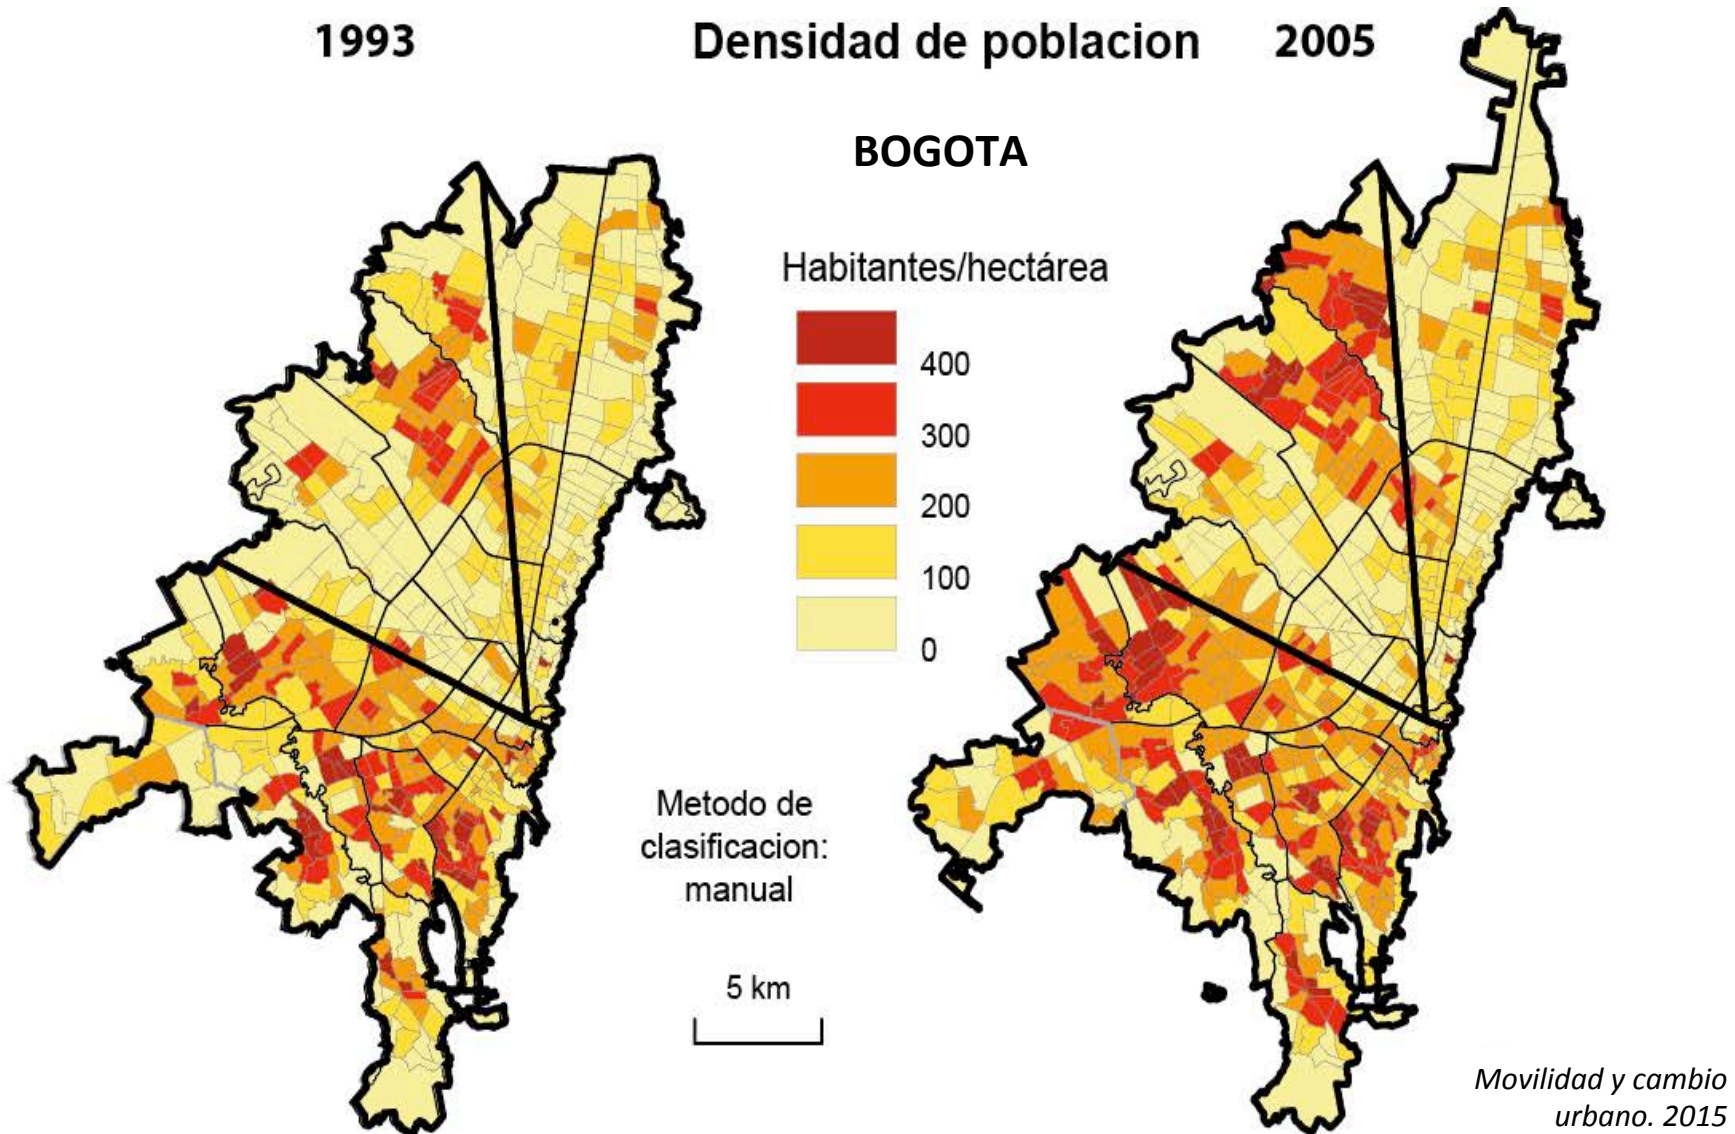 1993
Densidad de poblacion
2005
BOGOTA
Habitantes/hectárea
400
300
200
100
0
Metodo de
clasificacion:
manual
5 km
Movilidad y cambio
urbano. 2015